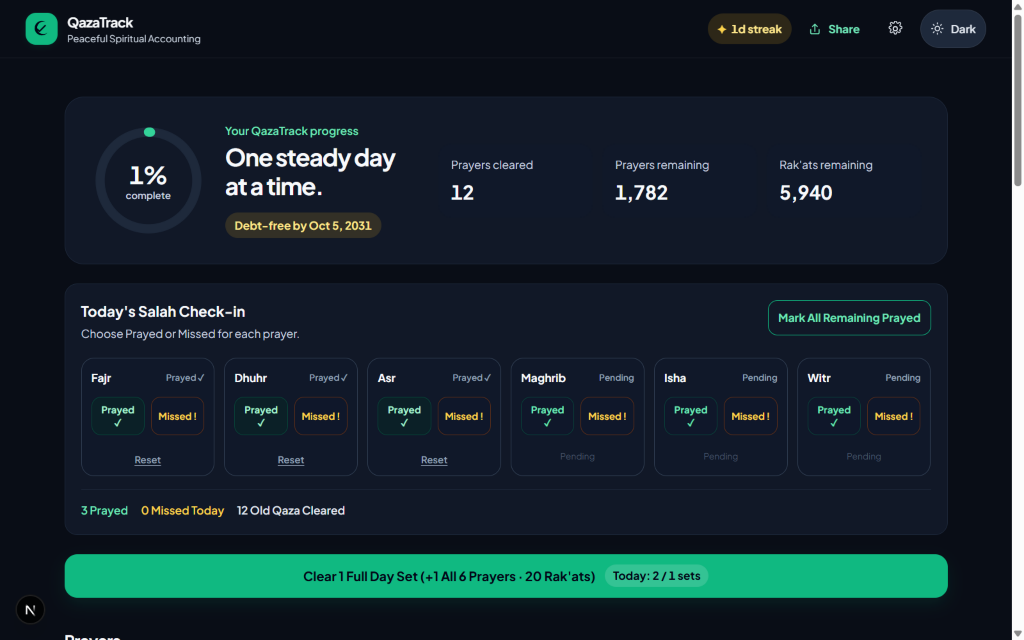 QazaTrack
Peaceful Spiritual Accounting
1d streak
Share
Dark
1%
complete
Your QazaTrack progress
One steady day
at a time.
Debt-free by Oct 5, 2031
Prayers cleared
12
Prayers remaining
1,782
Rak'ats remaining
5,940
Today's Salah Check-in
Choose Prayed or Missed for each prayer.
Mark All Remaining Prayed
Fajr Prayed ✓
Prayed ✓
Missed !
Reset
Dhuhr Prayed ✓
Prayed ✓
Missed !
Reset
Asr Prayed ✓
Prayed ✓
Missed !
Reset
Maghrib Pending
Prayed ✓
Missed !
Pending
Isha Pending
Prayed ✓
Missed !
Pending
Witr Pending
Prayed ✓
Missed !
Pending
3 Prayed 0 Missed Today 12 Old Qaza Cleared
Clear 1 Full Day Set (+1 All 6 Prayers · 20 Rak'ats) Today: 2 / 1 sets
N
Prayers